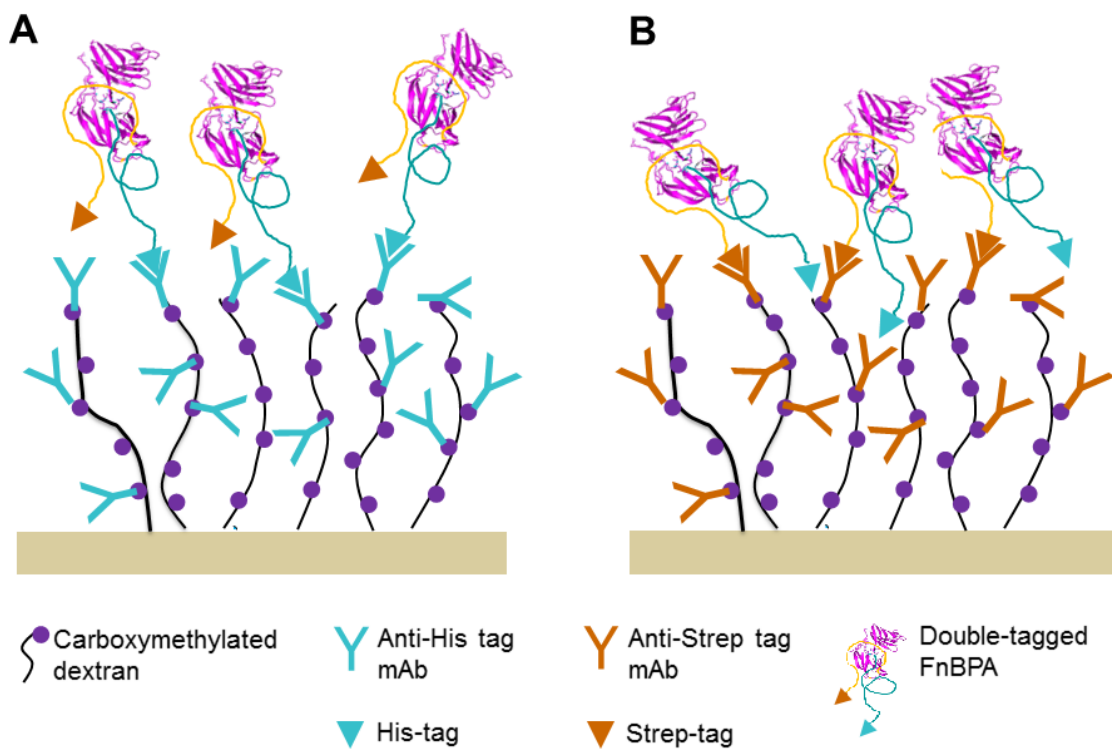 A
B
Carboxymethylated
dextran
Anti-His tag
mAb
Anti-Strep tag
mAb
Double-tagged
FnBPA
His-tag
Strep-tag